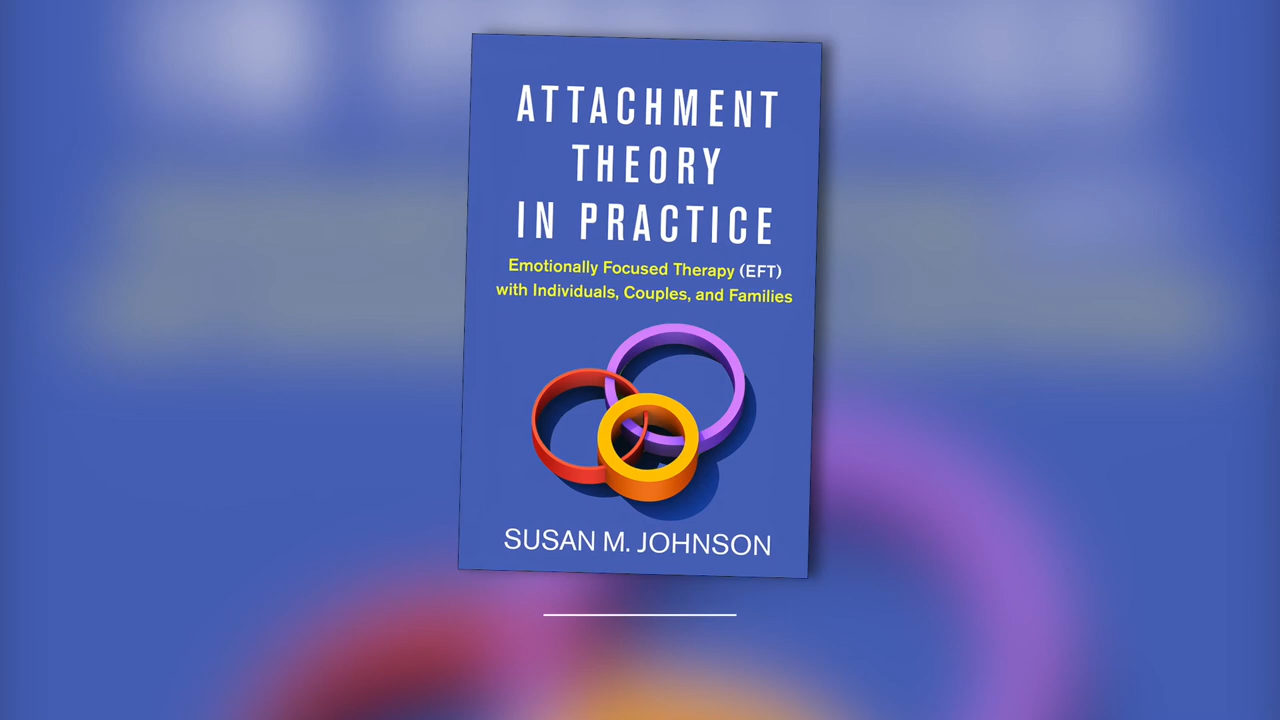 ATTACHMENT
THEORY
IN PRACTICE
Emotionally Focused Therapy (EFT)
with Individuals, Couples, and Families
SUSAN M. JOHNSON